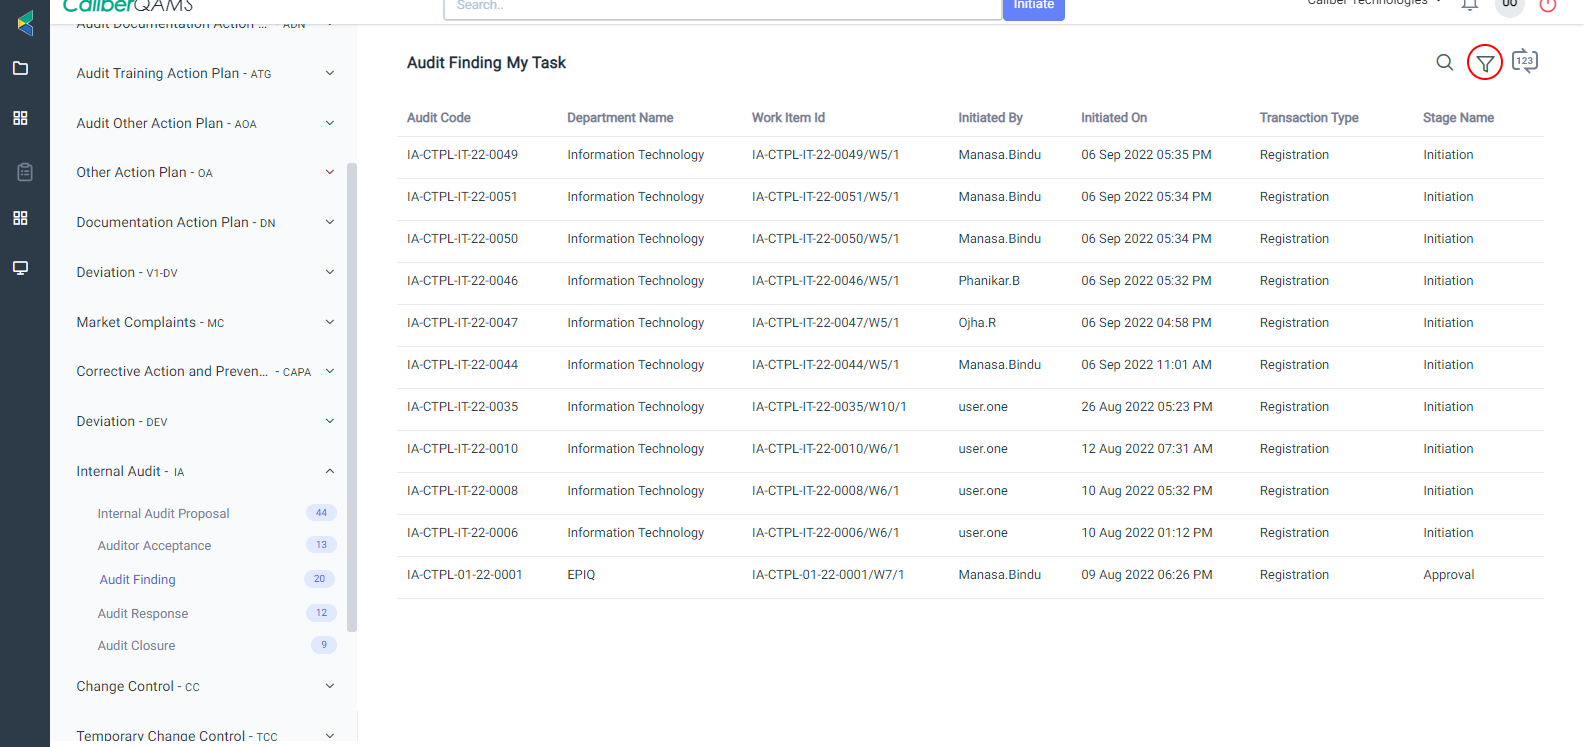 CaliberQAMS
Search..
Initiate
Caliber Technologies
UO
Audit Documentation Action ... - ADN
Audit Training Action Plan - ATG
Audit Other Action Plan - AOA
Other Action Plan - OA
Documentation Action Plan - DN
Deviation - V1-DV
Market Complaints - MC
Corrective Action and Preven... - CAPA
Deviation - DEV
Internal Audit - IA
Internal Audit Proposal 44
Auditor Acceptance 13
Audit Finding 20
Audit Response 12
Audit Closure 9
Change Control - CC
Temporary Change Control - TCC
Audit Finding My Task
123
Audit Code Department Name Work Item Id Initiated By Initiated On Transaction Type Stage Name
IA-CTPL-IT-22-0049 Information Technology IA-CTPL-IT-22-0049/W5/1 Manasa.Bindu 06 Sep 2022 05:35 PM Registration Initiation
IA-CTPL-IT-22-0051 Information Technology IA-CTPL-IT-22-0051/W5/1 Manasa.Bindu 06 Sep 2022 05:34 PM Registration Initiation
IA-CTPL-IT-22-0050 Information Technology IA-CTPL-IT-22-0050/W5/1 Manasa.Bindu 06 Sep 2022 05:34 PM Registration Initiation
IA-CTPL-IT-22-0046 Information Technology IA-CTPL-IT-22-0046/W5/1 Phanikar.B 06 Sep 2022 05:32 PM Registration Initiation
IA-CTPL-IT-22-0047 Information Technology IA-CTPL-IT-22-0047/W5/1 Ojha.R 06 Sep 2022 04:58 PM Registration Initiation
IA-CTPL-IT-22-0044 Information Technology IA-CTPL-IT-22-0044/W5/1 Manasa.Bindu 06 Sep 2022 11:01 AM Registration Initiation
IA-CTPL-IT-22-0035 Information Technology IA-CTPL-IT-22-0035/W10/1 user.one 26 Aug 2022 05:23 PM Registration Initiation
IA-CTPL-IT-22-0010 Information Technology IA-CTPL-IT-22-0010/W6/1 user.one 12 Aug 2022 07:31 AM Registration Initiation
IA-CTPL-IT-22-0008 Information Technology IA-CTPL-IT-22-0008/W6/1 user.one 10 Aug 2022 05:32 PM Registration Initiation
IA-CTPL-IT-22-0006 Information Technology IA-CTPL-IT-22-0006/W6/1 user.one 10 Aug 2022 01:12 PM Registration Initiation
IA-CTPL-01-22-0001 EPIQ IA-CTPL-01-22-0001/W7/1 Manasa.Bindu 09 Aug 2022 06:26 PM Registration Approval